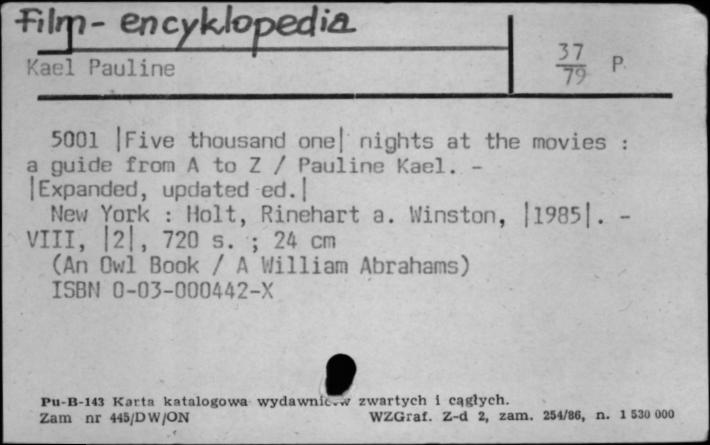 Film- encyklopedia
Kael Pauline
37
79 P.
5001 |Five thousand one| nights at the movies :
a guide from A to Z / Pauline Kael. -
|Expanded, updated ed.|
New York : Holt, Rinehart a. Winston, |1985|. -
VIII, |2|, 720 s. ; 24 cm
(An Owl Book / A William Abrahams)
ISBN 0-03-000442-X
Pu-B-143 Karta katalogowa wydawnictw zwartych i ciągłych.
Zam nr 445/DW/ON WZGraf. Z-d 2, zam. 254/86, n. 1 530 000